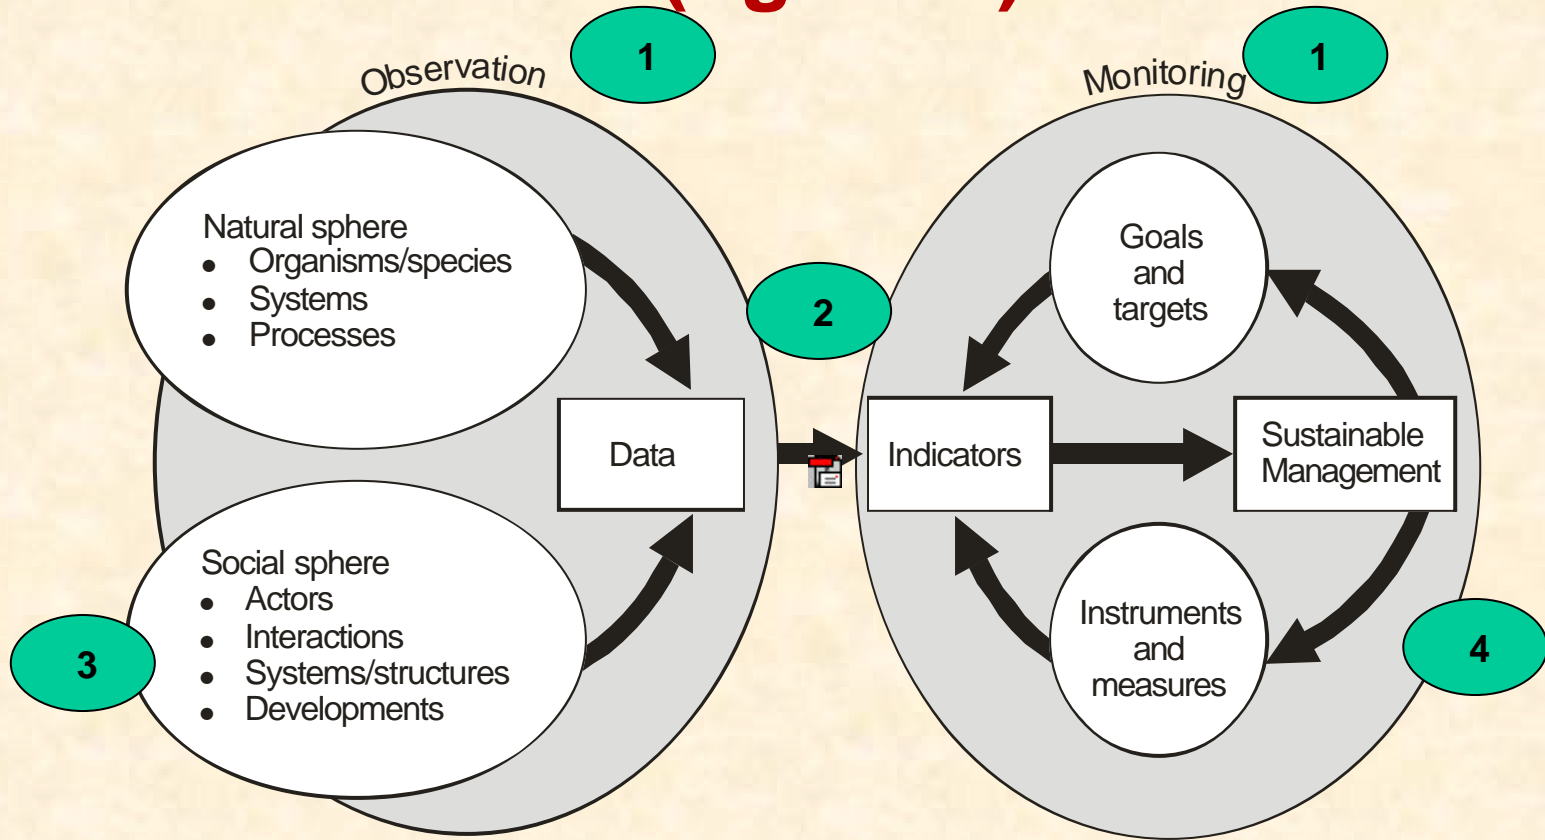 Observation
1
Natural sphere
• Organisms/species
• Systems
• Processes
Data
Social sphere
• Actors
• Interactions
• Systems/structures
• Developments
3
2
Monitoring
1
Goals
and
targets
Indicators
Sustainable
Management
Instruments
and
measures
4